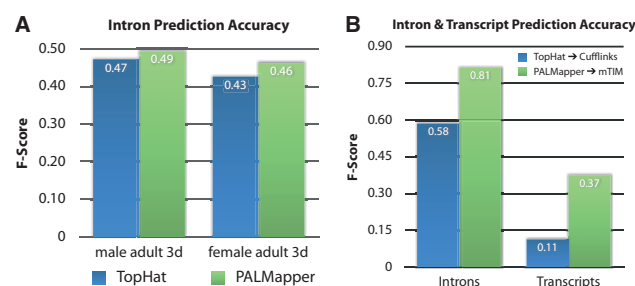 A
Intron Prediction Accuracy
F-Score
0.50
0.40
0.30
0.20
0.10
0
0.47
0.49
0.43
0.46
male adult 3d
female adult 3d
TopHat
PALMapper
B
Intron & Transcript Prediction Accuracy
F-Score
0.90
0.75
0.60
0.45
0.30
0.15
0
TopHat → Cufflinks
PALMapper → mTIM
0.58
0.81
0.11
0.37
Introns
Transcripts